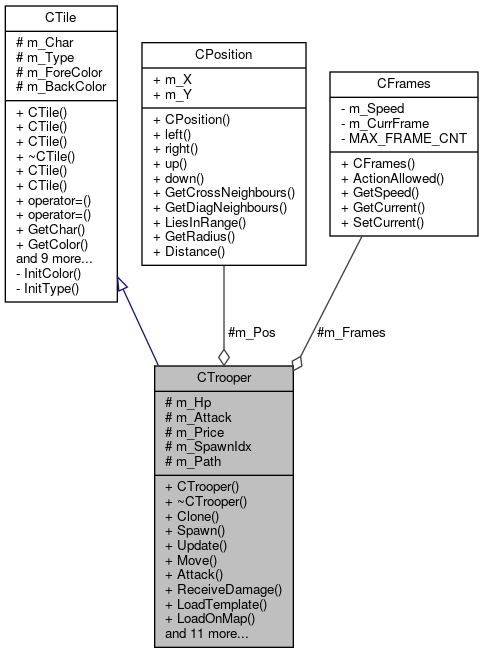 CTile
# m_Char
# m_Type
# m_ForeColor
# m_BackColor
+ CTile()
+ CTile()
+ CTile()
+ ~CTile()
+ CTile()
+ CTile()
+ operator=()
+ operator=()
+ GetChar()
+ GetColor()
and 9 more...
- InitColor()
- InitType()
CPosition
+ m_X
+ m_Y
+ CPosition()
+ left()
+ right()
+ up()
+ down()
+ GetCrossNeighbours()
+ GetDiagNeighbours()
+ LiesInRange()
+ GetRadius()
+ Distance()
CFrames
- m_Speed
- m_CurrFrame
- MAX_FRAME_CNT
+ CFrames()
+ ActionAllowed()
+ GetSpeed()
+ GetCurrent()
+ SetCurrent()
#m_Pos
#m_Frames
CTrooper
# m_Hp
# m_Attack
# m_Price
# m_SpawnIdx
# m_Path
+ CTrooper()
+ ~CTrooper()
+ Clone()
+ Spawn()
+ Update()
+ Move()
+ Attack()
+ ReceiveDamage()
+ LoadTemplate()
+ LoadOnMap()
and 11 more...